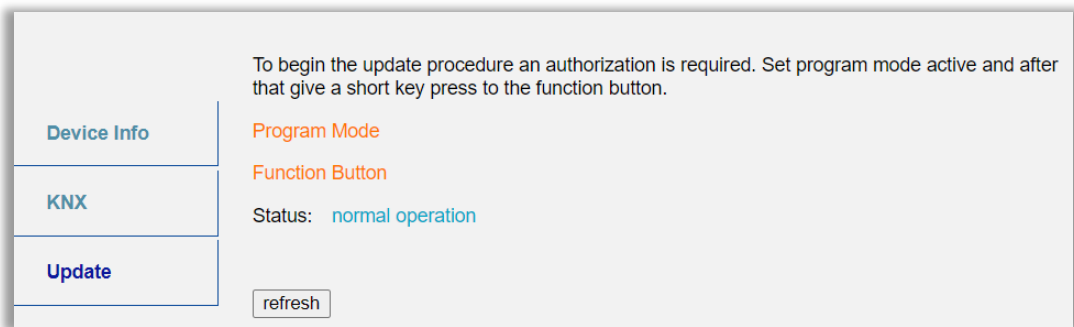 To begin the update procedure an authorization is required. Set program mode active and after
that give a short key press to the function button.
Device Info
Program Mode
Function Button
KNX
Status: normal operation
Update
refresh